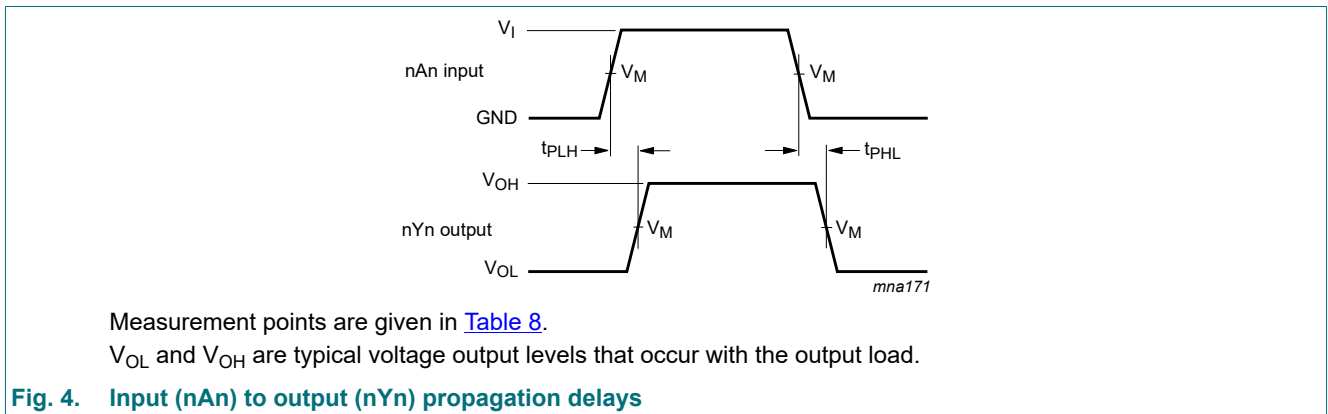 V_I
nAn input
V_M
V_M
GND
t_PLH
t_PHL
V_OH
nYn output
V_M
V_M
V_OL
mna171
Measurement points are given in Table 8.
V_OL and V_OH are typical voltage output levels that occur with the output load.
Fig. 4. Input (nAn) to output (nYn) propagation delays